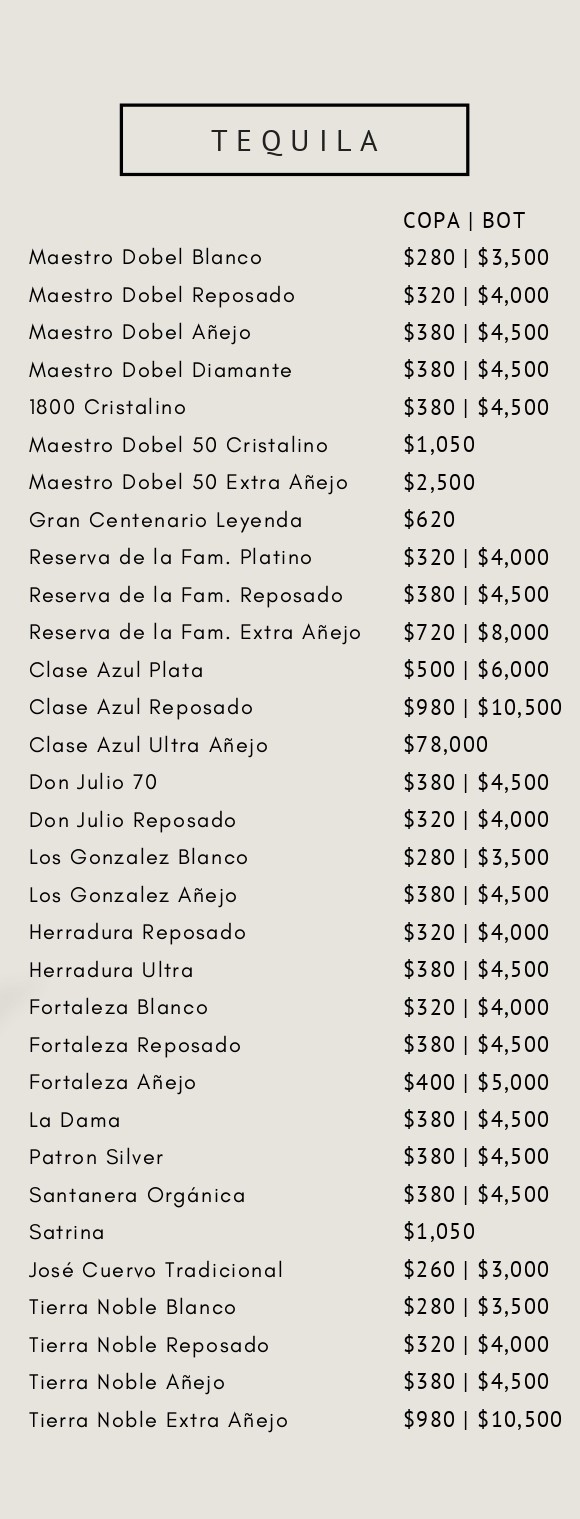 TEQUILA
COPA | BOT
Maestro Dobel Blanco $280 | $3,500
Maestro Dobel Reposado $320 | $4,000
Maestro Dobel Añejo $380 | $4,500
Maestro Dobel Diamante $380 | $4,500
1800 Cristalino $380 | $4,500
Maestro Dobel 50 Cristalino $1,050
Maestro Dobel 50 Extra Añejo $2,500
Gran Centenario Leyenda $620
Reserva de la Fam. Platino $320 | $4,000
Reserva de la Fam. Reposado $380 | $4,500
Reserva de la Fam. Extra Añejo $720 | $8,000
Clase Azul Plata $500 | $6,000
Clase Azul Reposado $980 | $10,500
Clase Azul Ultra Añejo $78,000
Don Julio 70 $380 | $4,500
Don Julio Reposado $320 | $4,000
Los Gonzalez Blanco $280 | $3,500
Los Gonzalez Añejo $380 | $4,500
Herradura Reposado $320 | $4,000
Herradura Ultra $380 | $4,500
Fortaleza Blanco $320 | $4,000
Fortaleza Reposado $380 | $4,500
Fortaleza Añejo $400 | $5,000
La Dama $380 | $4,500
Patron Silver $380 | $4,500
Santanera Orgánica $380 | $4,500
Satrina $1,050
José Cuervo Tradicional $260 | $3,000
Tierra Noble Blanco $280 | $3,500
Tierra Noble Reposado $320 | $4,000
Tierra Noble Añejo $380 | $4,500
Tierra Noble Extra Añejo $980 | $10,500